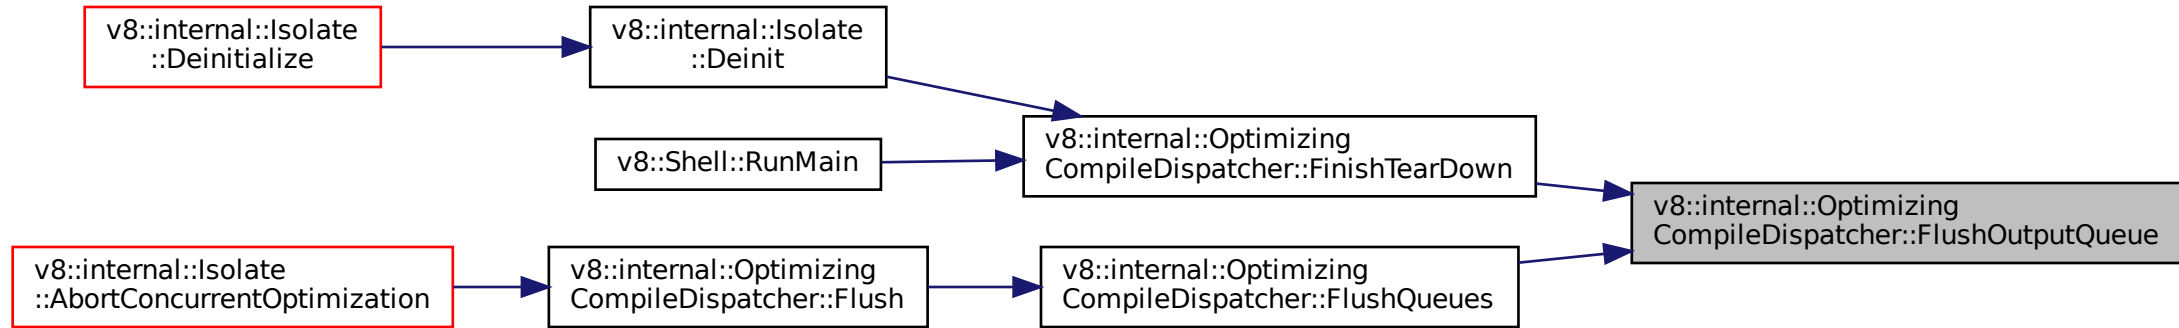 v8::internal::Isolate
::Deinitialize
v8::internal::Isolate
::Deinit
v8::Shell::RunMain
v8::internal::Optimizing
CompileDispatcher::FinishTearDown
v8::internal::Optimizing
CompileDispatcher::FlushOutputQueue
v8::internal::Isolate
::AbortConcurrentOptimization
v8::internal::Optimizing
CompileDispatcher::Flush
v8::internal::Optimizing
CompileDispatcher::FlushQueues